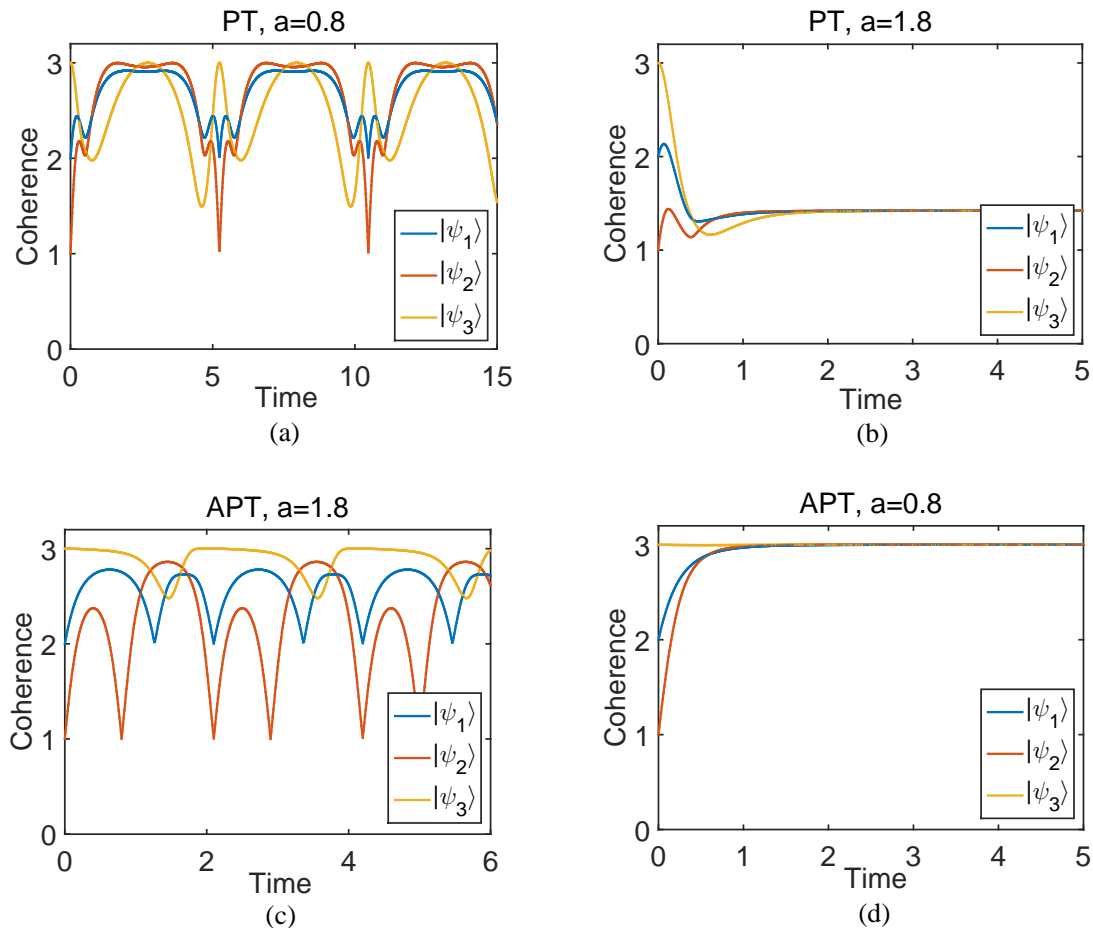 PT, a=0.8
Coherence
3
2
1
0
0 5 10 15
Time
|ψ1⟩
|ψ2⟩
|ψ3⟩
(a)
PT, a=1.8
Coherence
3
2
1
0
0 1 2 3 4 5
Time
|ψ1⟩
|ψ2⟩
|ψ3⟩
(b)
APT, a=1.8
Coherence
3
2
1
0
0 2 4 6
Time
|ψ1⟩
|ψ2⟩
|ψ3⟩
(c)
APT, a=0.8
Coherence
3
2
1
0
0 1 2 3 4 5
Time
|ψ1⟩
|ψ2⟩
|ψ3⟩
(d)